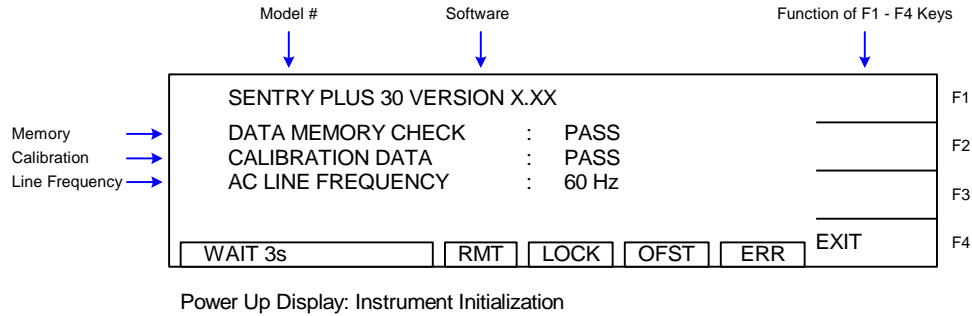 Model # Software Function of F1 - F4 Keys
SENTRY PLUS 30 VERSION X.XX F1
Memory DATA MEMORY CHECK : PASS F2
Calibration CALIBRATION DATA : PASS
Line Frequency AC LINE FREQUENCY : 60 Hz F3
WAIT 3s RMT LOCK OFST ERR EXIT F4
Power Up Display: Instrument Initialization